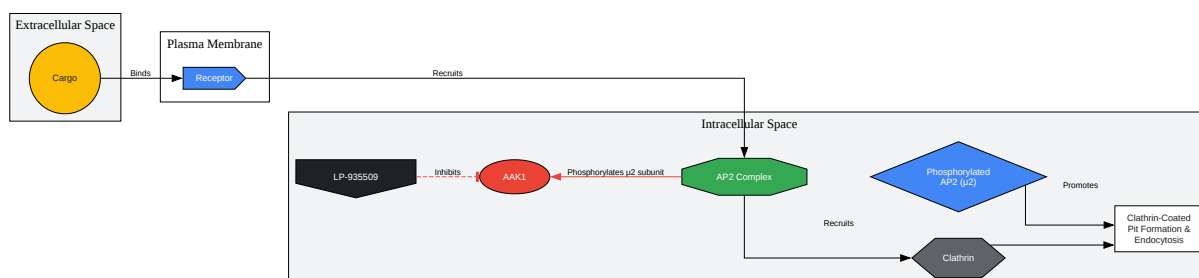 Extracellular Space
Cargo
Binds
Plasma Membrane
Receptor
Recruits
Intracellular Space
LP-935509
Inhibits
AAK1
Phosphorylates μ2 subunit
AP2 Complex
Phosphorylated
AP2 (μ2)
Promotes
Recruits
Clathrin
Clathrin-Coated
Pit Formation &
Endocytosis